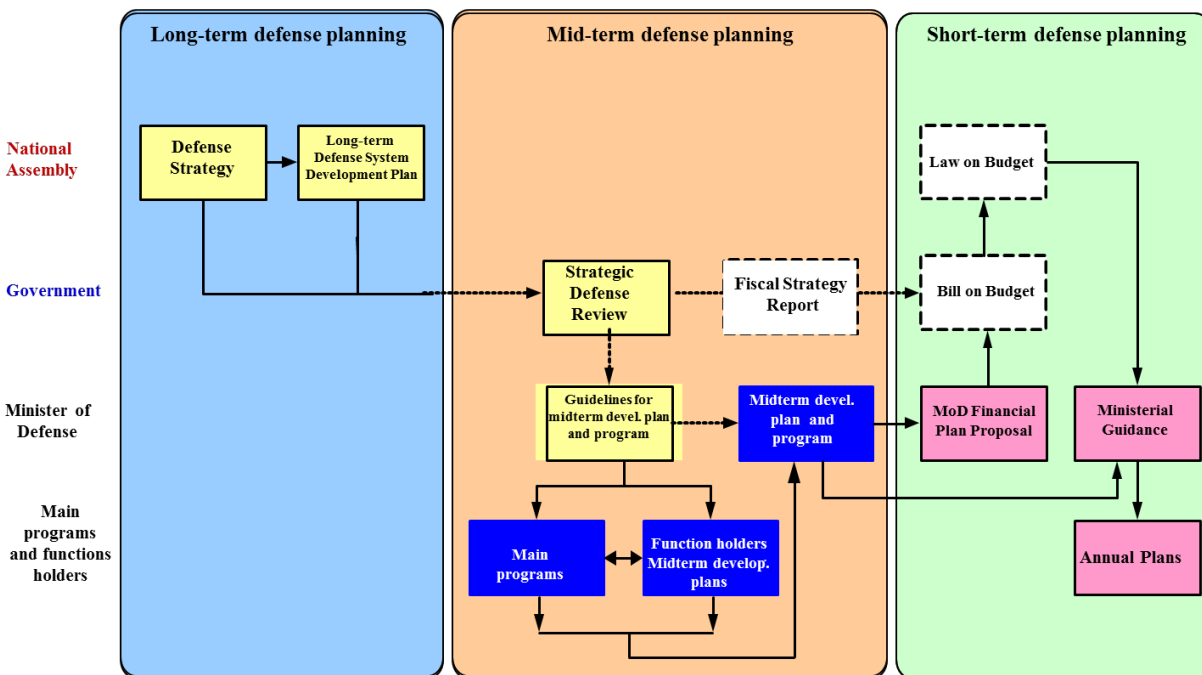 Long-term defense planning
Mid-term defense planning
Short-term defense planning
National
Assembly
Defense
Strategy
Long-term
Defense System
Development Plan
Law on Budget
Government
Strategic
Defense
Review
Fiscal Strategy
Report
Bill on Budget
Minister of
Defense
Guidelines for
midterm devel. plan
and program
Midterm devel.
plan and
program
MoD Financial
Plan Proposal
Ministerial
Guidance
Main
programs
and functions
holders
Main
programs
Function holders
Midterm develop.
plans
Annual Plans